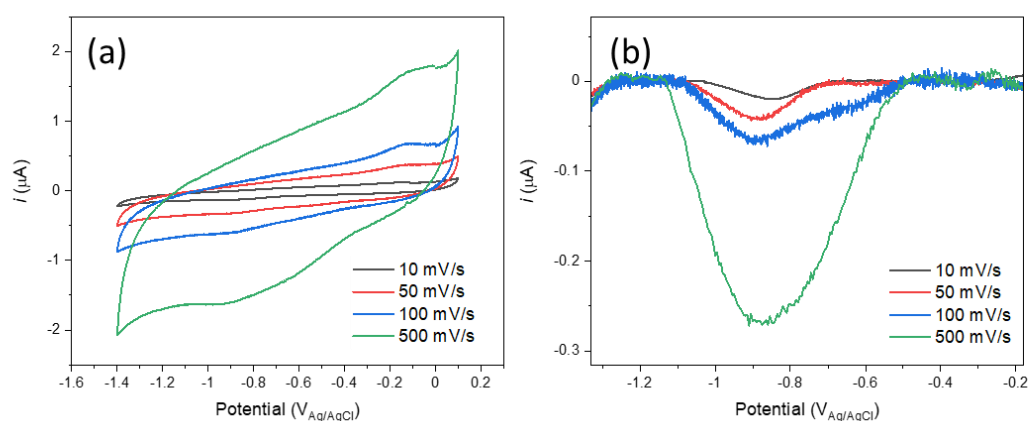 (a)
2
1
0
-1
-2
i (μA)
10 mV/s
50 mV/s
100 mV/s
500 mV/s
-1.6 -1.4 -1.2 -1 -0.8 -0.6 -0.4 -0.2 0 0.2
Potential (V_Ag/AgCl)
(b)
0
-0.1
-0.2
-0.3
i (μA)
10 mV/s
50 mV/s
100 mV/s
500 mV/s
-1.2 -1 -0.8 -0.6 -0.4 -0.2
Potential (V_Ag/AgCl)